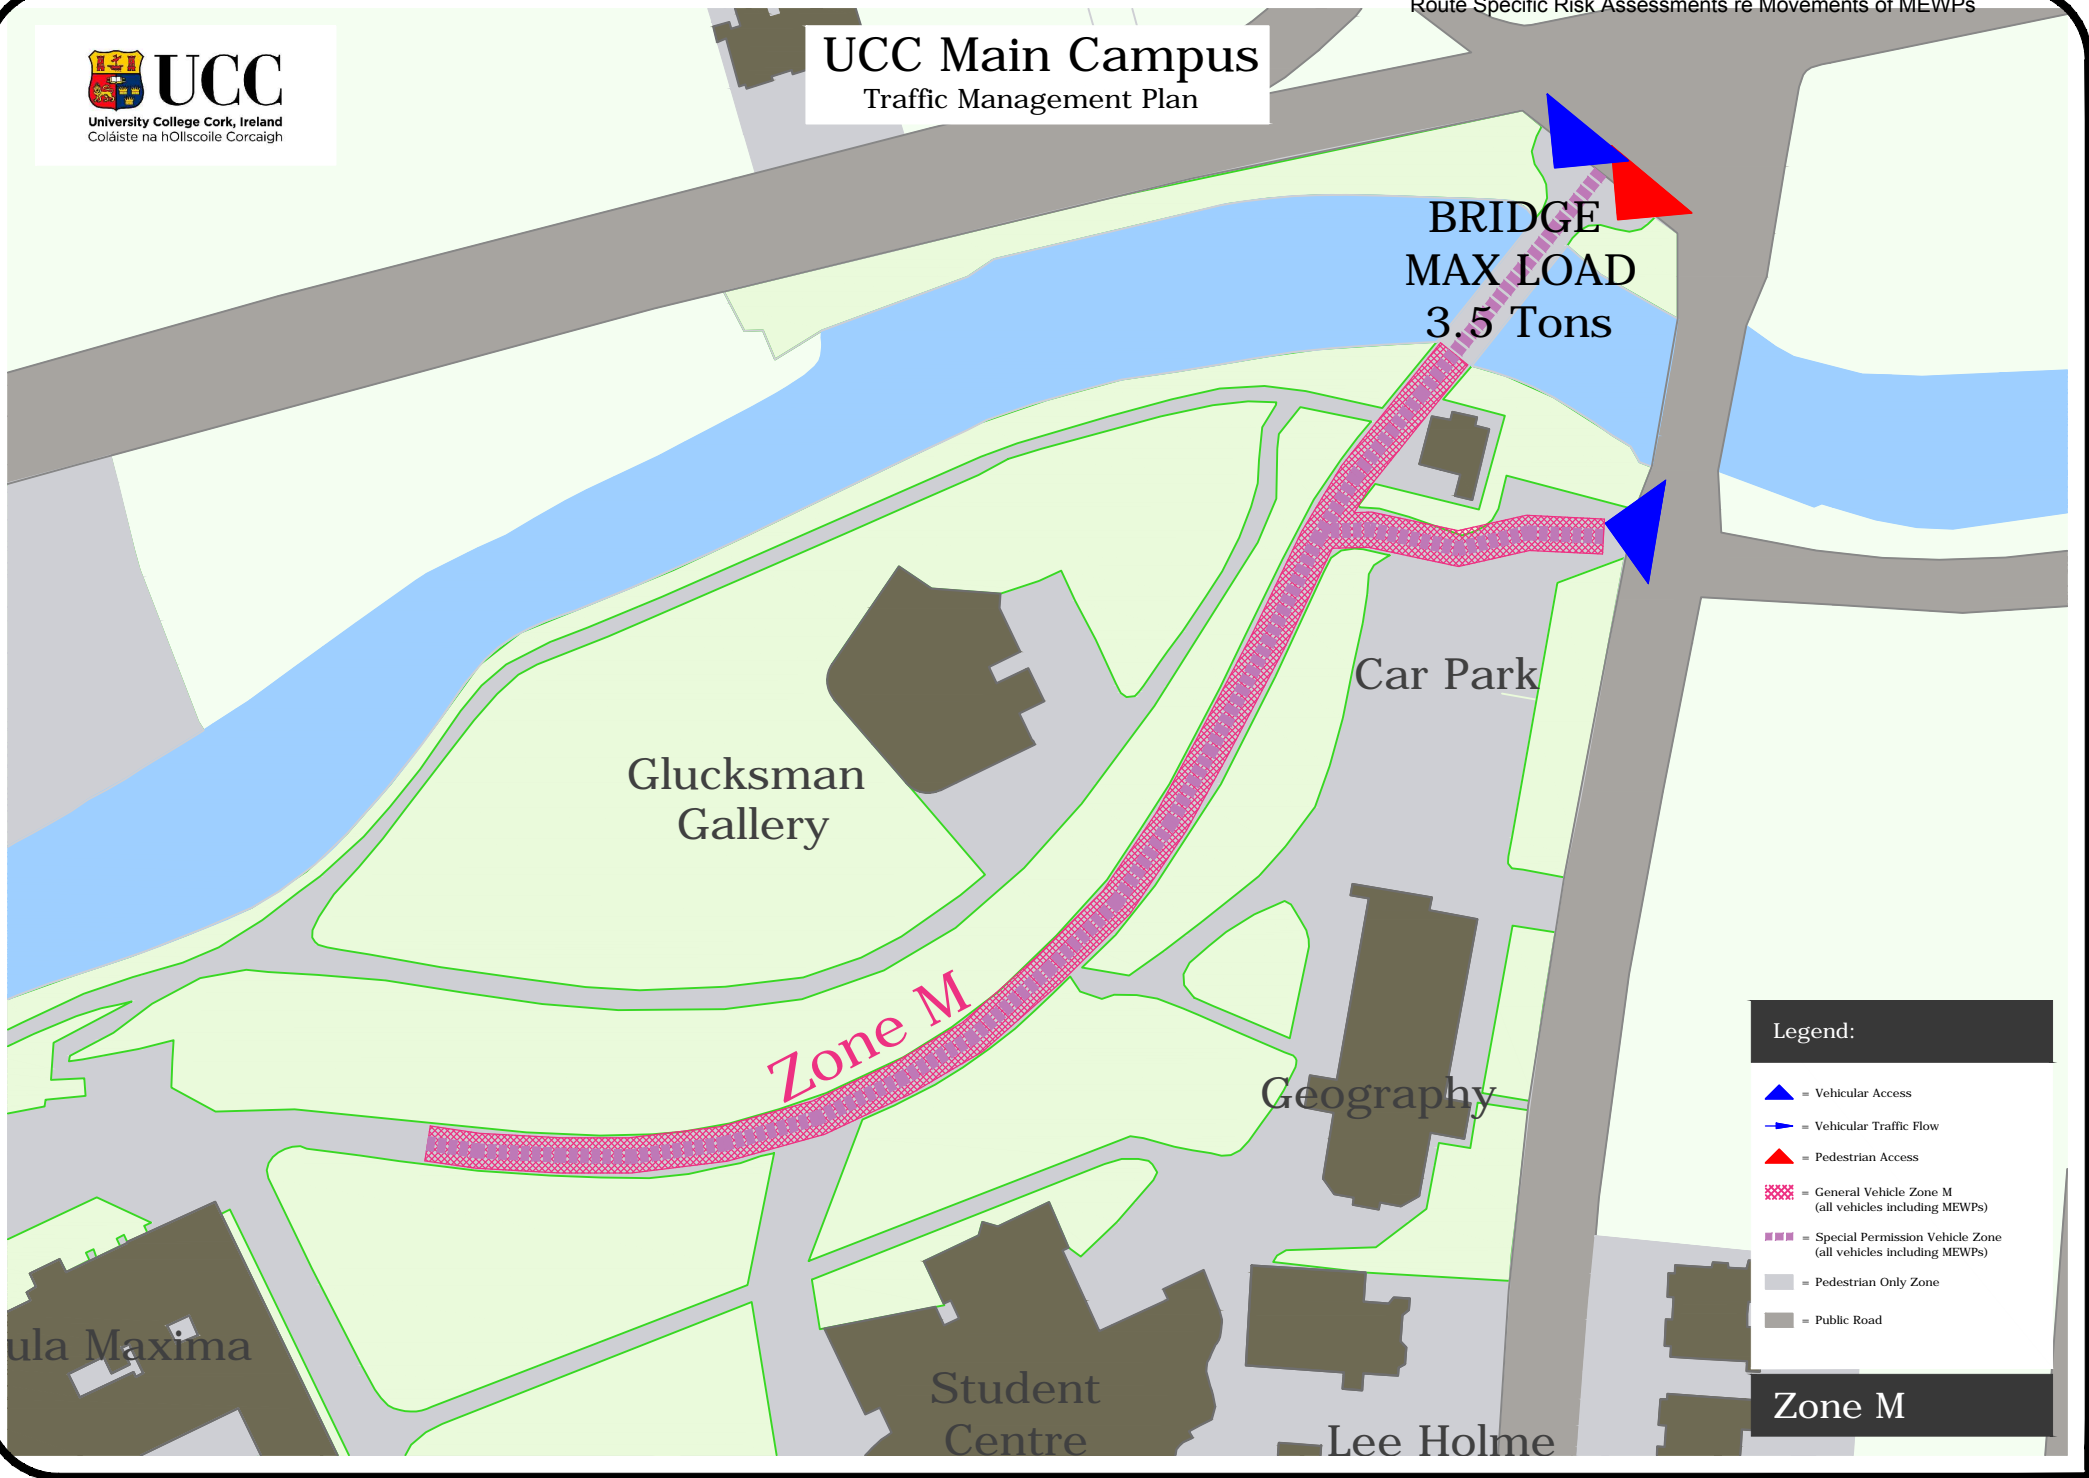 Route Specific Risk Assessments re Movements of MEWPs
UCC
University College Cork, Ireland
Coláiste na hOllscoile Corcaigh
UCC Main Campus
Traffic Management Plan
BRIDGE
MAX LOAD
3.5 Tons
Car Park
Glucksman
Gallery
Zone M
Geography
ula Maxima
Student
Centre
Lee Holme
Legend:
= Vehicular Access
= Vehicular Traffic Flow
= Pedestrian Access
= General Vehicle Zone M
(all vehicles including MEWPs)
= Special Permission Vehicle Zone
(all vehicles including MEWPs)
= Pedestrian Only Zone
= Public Road
Zone M